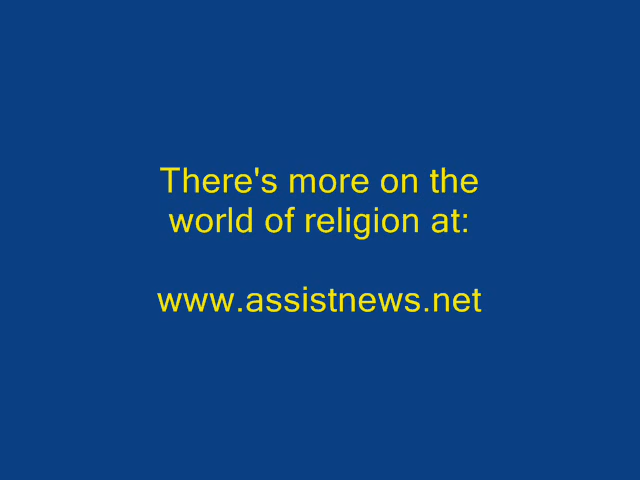 There's more on the
world of religion at:
www.assistnews.net